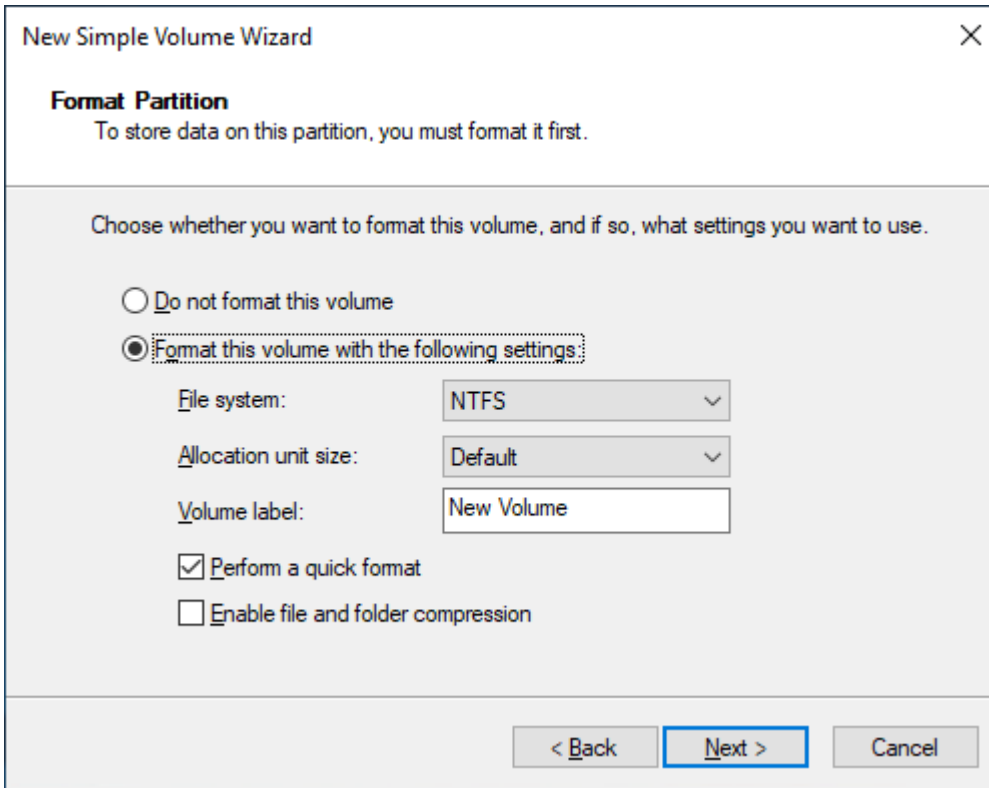 New Simple Volume Wizard
Format Partition
To store data on this partition, you must format it first.
Choose whether you want to format this volume, and if so, what settings you want to use.
Do not format this volume
Format this volume with the following settings:
File system: NTFS
Allocation unit size: Default
Volume label: New Volume
Perform a quick format
Enable file and folder compression
< Back Next > Cancel